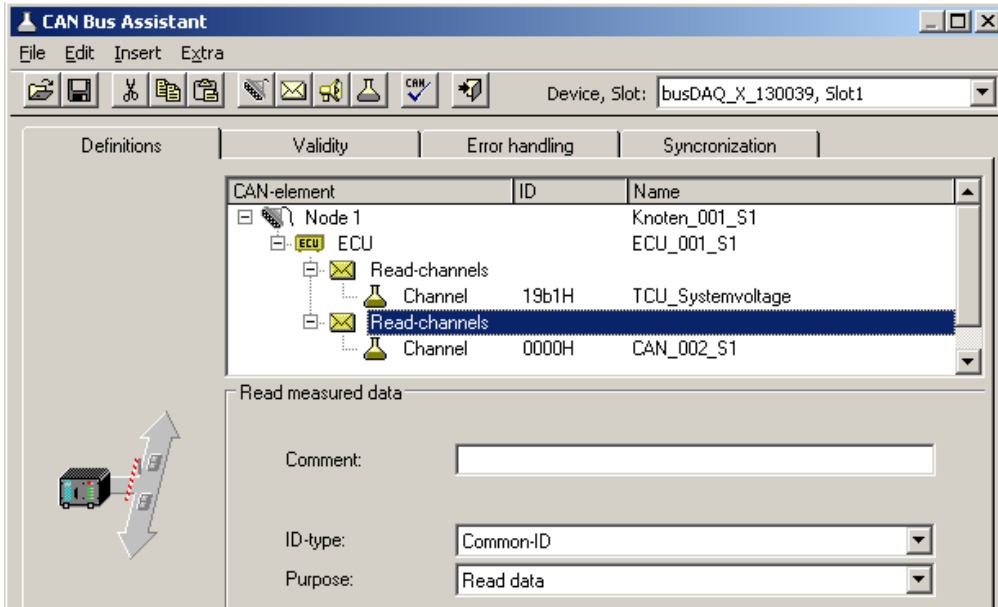 CAN Bus Assistant
File Edit Insert Extra
CAN Device, Slot: busDAQ_X_130039, Slot1
Definitions Validity Error handling Syncronization
CAN-element ID Name
Node 1 Knoten_001_S1
ECU ECU ECU_001_S1
Read-channels
Channel 19b1H TCU_Systemvoltage
Read-channels
Channel 0000H CAN_002_S1
Read measured data
Comment:
ID-type: Common-ID
Purpose: Read data